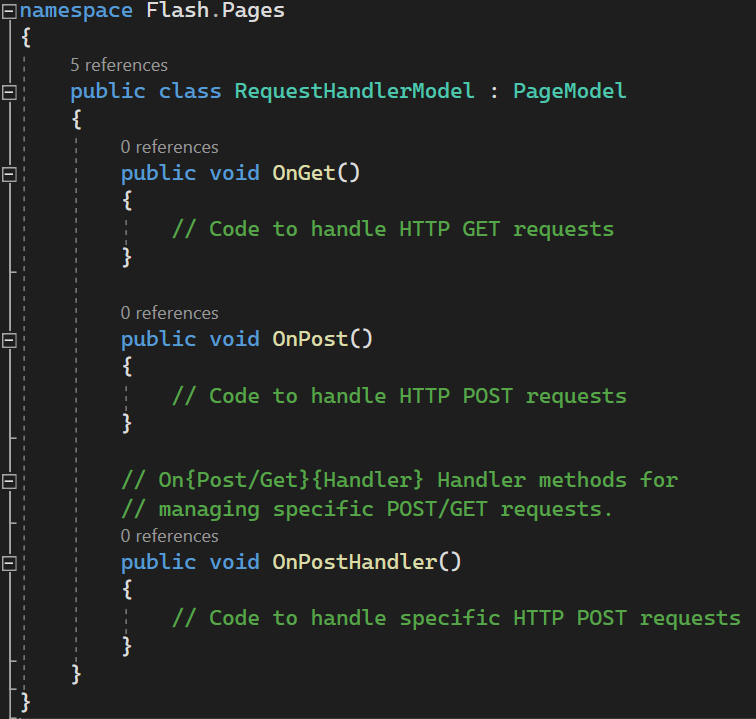 namespace Flash.Pages
{
5 references
public class RequestHandlerModel : PageModel
{
0 references
public void OnGet()
{
// Code to handle HTTP GET requests
}
0 references
public void OnPost()
{
// Code to handle HTTP POST requests
}
// On{Post/Get}{Handler} Handler methods for
// managing specific POST/GET requests.
0 references
public void OnPostHandler()
{
// Code to handle specific HTTP POST requests
}
}
}